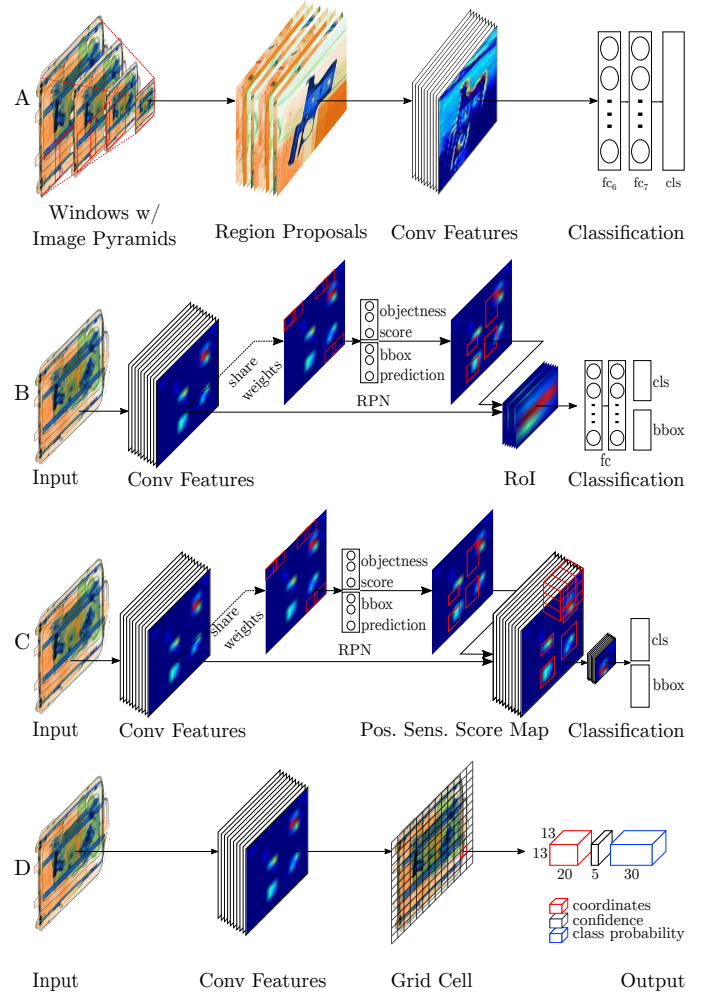 A
fc6 fc7 cls
Windows w/
Image Pyramids
Region Proposals
Conv Features
Classification
B
share
weights
objectness
score
bbox
prediction
RPN
cls
bbox
fc
Input
Conv Features
RoI
Classification
C
share
weights
objectness
score
bbox
prediction
RPN
cls
bbox
Input
Conv Features
Pos. Sens. Score Map
Classification
D
13
13
20 5 30
coordinates
confidence
class probability
Input
Conv Features
Grid Cell
Output